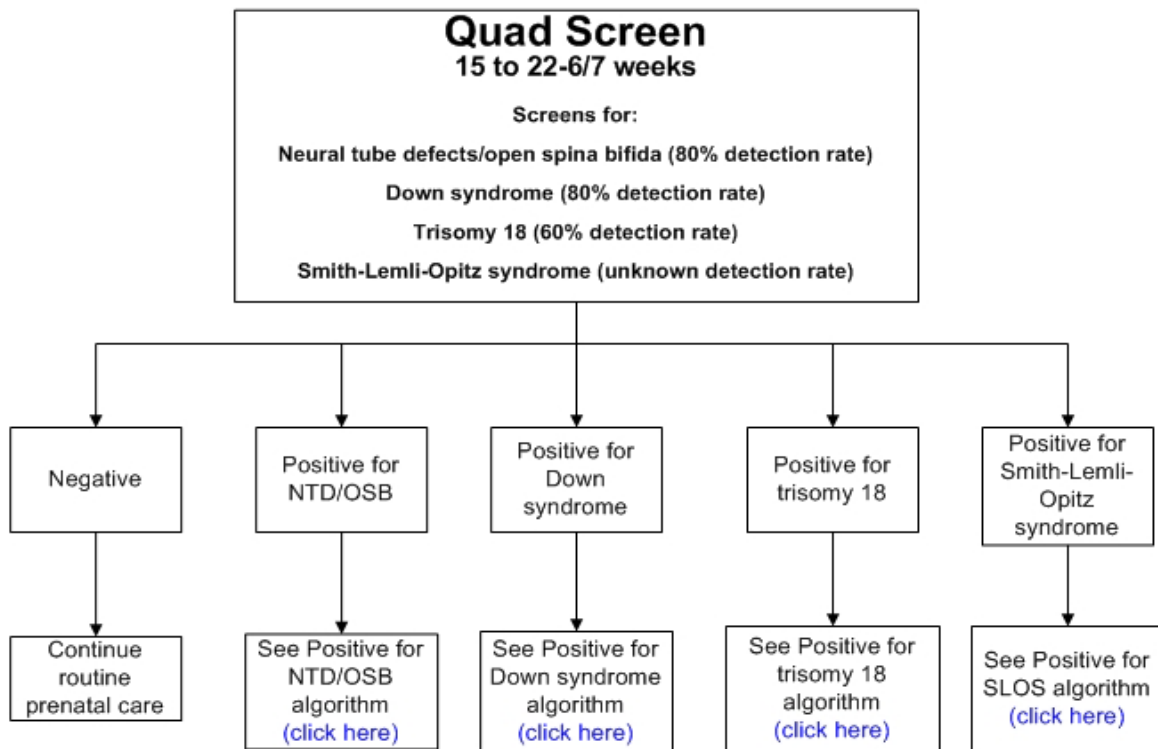 Quad Screen
15 to 22-6/7 weeks
Screens for:
Neural tube defects/open spina bifida (80% detection rate)
Down syndrome (80% detection rate)
Trisomy 18 (60% detection rate)
Smith-Lemli-Opitz syndrome (unknown detection rate)
Negative
Positive for
NTD/OSB
Positive for
Down
syndrome
Positive for
trisomy 18
Positive for
Smith-Lemli-
Opitz
syndrome
Continue
routine
prenatal care
See Positive for
NTD/OSB
algorithm
(click here)
See Positive for
Down syndrome
algorithm
(click here)
See Positive for
trisomy 18
algorithm
(click here)
See Positive for
SLOS algorithm
(click here)